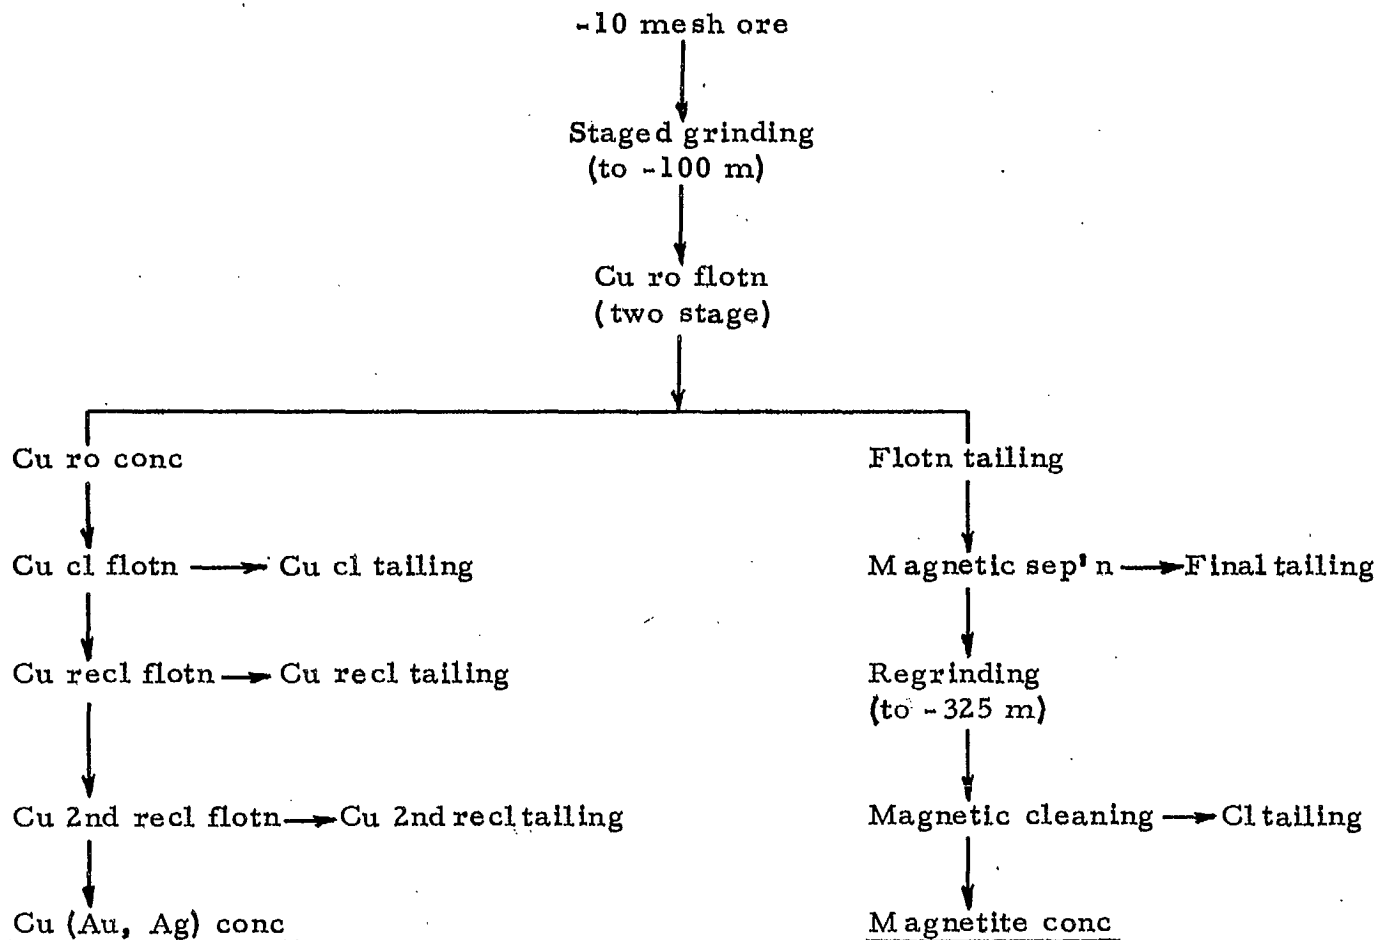 -10 mesh ore
Staged grinding
(to -100 m)
Cu ro flotn
(two stage)
Cu ro conc
Flotn tailing
Cu cl flotn
Cu cl tailing
Magnetic sep'n
Final tailing
Cu recl flotn
Cu recl tailing
Regrinding
(to -325 m)
Cu 2nd recl flotn
Cu 2nd recl tailing
Magnetic cleaning
Cl tailing
Cu (Au, Ag) conc
Magnetite conc